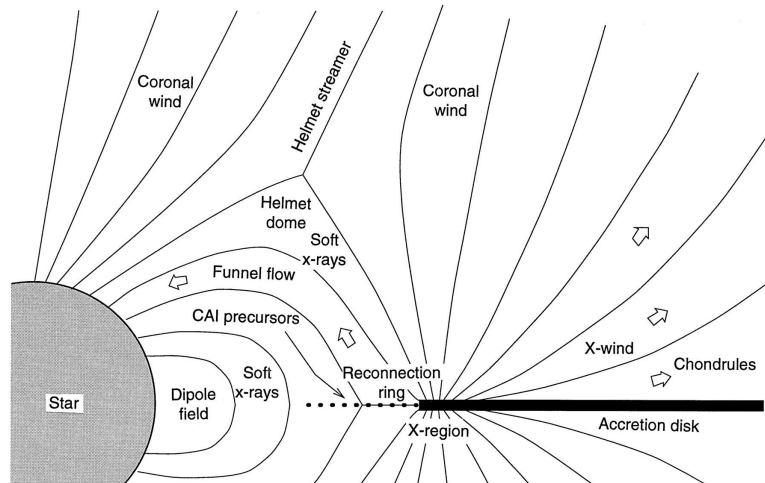 Coronal
wind
Helmet streamer
Coronal
wind
Helmet
dome
Soft
x-rays
Funnel flow
CAI precursors
X-wind
Chondrules
Reconnection
ring
Soft
x-rays
Dipole
field
Star
X-region
Accretion disk